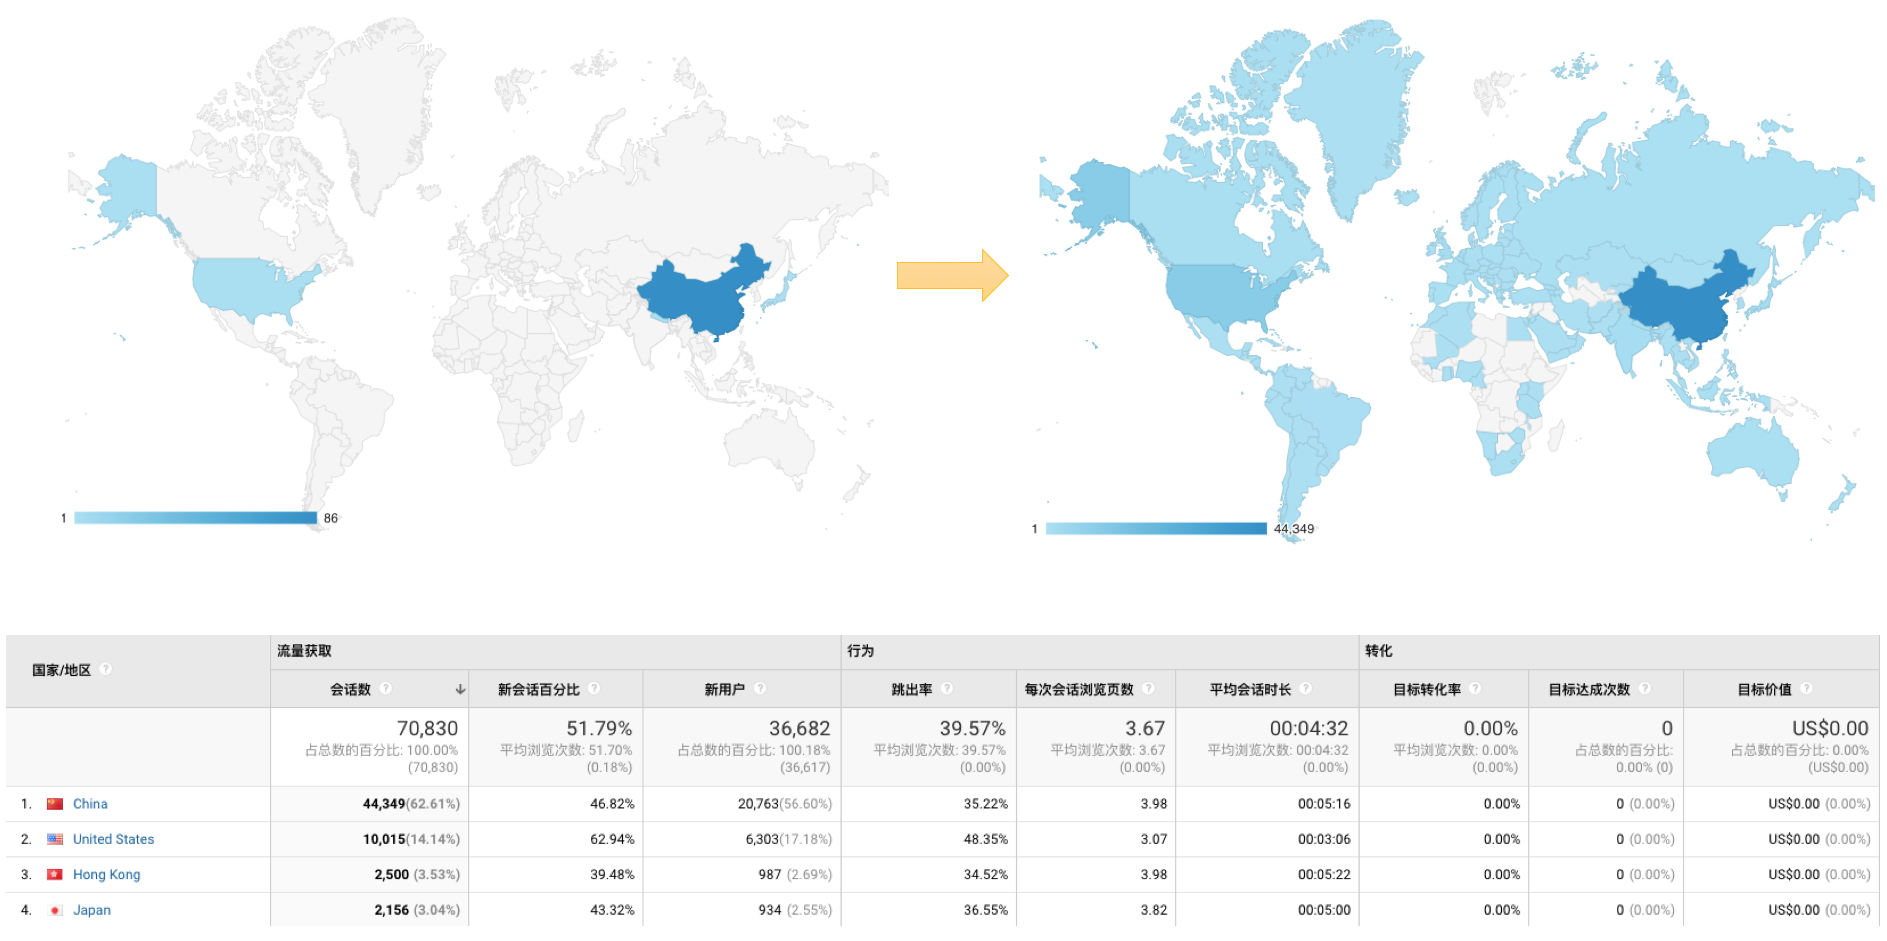 1 86
1 44,349
国家/地区 ?
流量获取 行为 转化
会话数 ? 新会话百分比 ? 新用户 ? 跳出率 ? 每次会话浏览页数 ? 平均会话时长 ? 目标转化率 ? 目标达成次数 ? 目标价值 ?
70,830 51.79% 36,682 39.57% 3.67 00:04:32 0.00% 0 US$0.00
占总数的百分比: 100.00% 平均浏览次数: 51.70% 占总数的百分比: 100.18% 平均浏览次数: 39.57% 平均浏览次数: 3.67 平均浏览次数: 00:04:32 平均浏览次数: 0.00% 占总数的百分比: 占总数的百分比: 0.00%
(70,830) (0.18%) (36,617) (0.00%) (0.00%) (0.00%) (0.00%) 0.00% (0) (US$0.00)
1. China 44,349(62.61%) 46.82% 20,763(56.60%) 35.22% 3.98 00:05:16 0.00% 0 (0.00%) US$0.00 (0.00%)
2. United States 10,015(14.14%) 62.94% 6,303(17.18%) 48.35% 3.07 00:03:06 0.00% 0 (0.00%) US$0.00 (0.00%)
3. Hong Kong 2,500 (3.53%) 39.48% 987 (2.69%) 34.52% 3.98 00:05:22 0.00% 0 (0.00%) US$0.00 (0.00%)
4. Japan 2,156 (3.04%) 43.32% 934 (2.55%) 36.55% 3.82 00:05:00 0.00% 0 (0.00%) US$0.00 (0.00%)